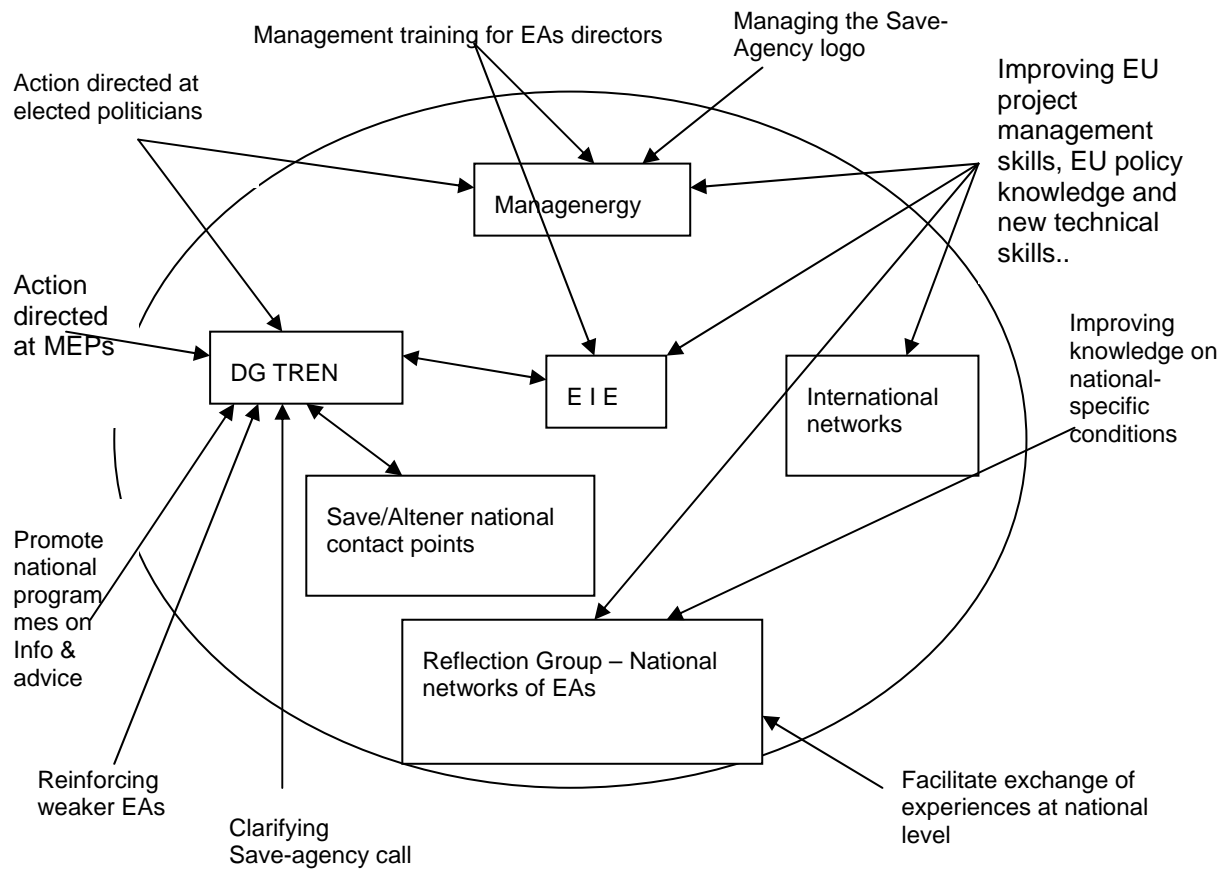 Managing the Save-
Agency logo
Management training for EAs directors
Action directed at
elected politicians
Improving EU
project
management
skills, EU policy
knowledge and
new technical
skills..
Managenergy
Action
directed
at MEPs
DG TREN
E I E
International
networks
Improving
knowledge on
national-
specific
conditions
Save/Altener national
contact points
Promote
national
program
mes on
Info &
advice
Reflection Group – National
networks of EAs
Reinforcing
weaker EAs
Clarifying
Save-agency call
Facilitate exchange of
experiences at national
level